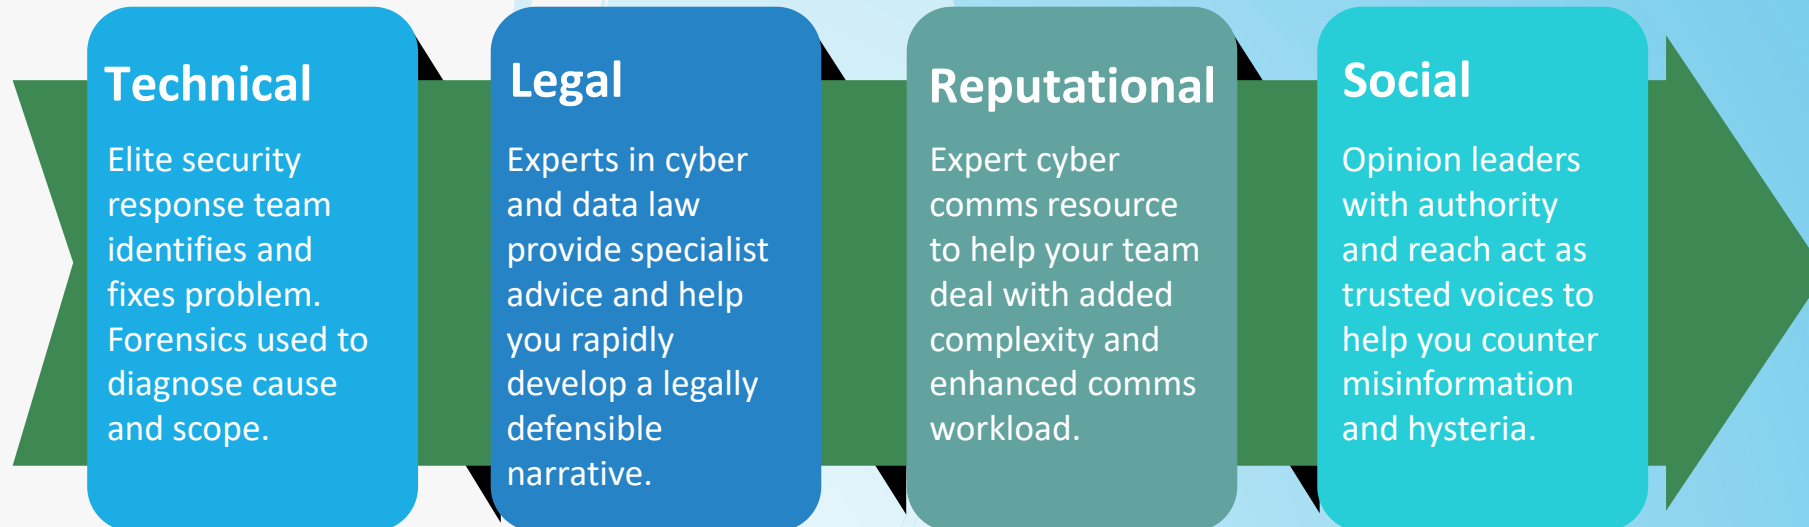 Technical
Elite security
response team
identifies and
fixes problem.
Forensics used to
diagnose cause
and scope.
Legal
Experts in cyber
and data law
provide specialist
advice and help
you rapidly
develop a legally
defensible
narrative.
Reputational
Expert cyber
comms resource
to help your team
deal with added
complexity and
enhanced comms
workload.
Social
Opinion leaders
with authority
and reach act as
trusted voices to
help you counter
misinformation
and hysteria.